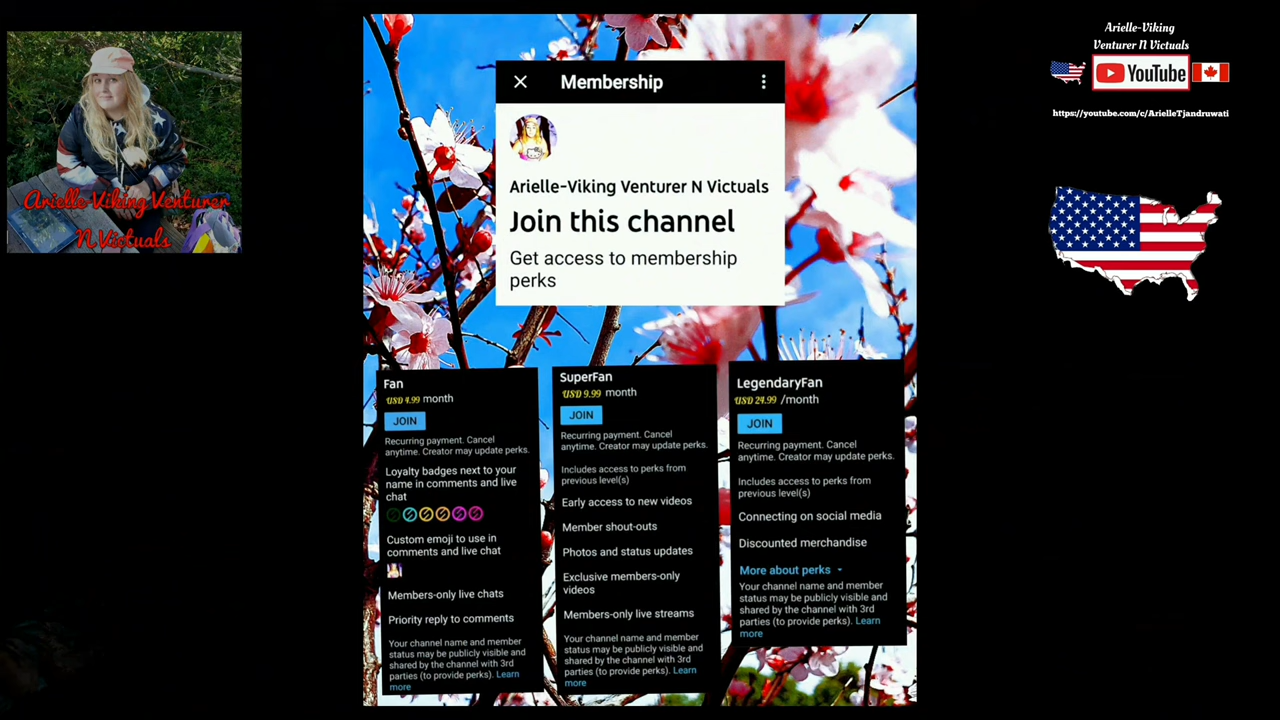 Arielle-Viking Venturer
N Victuals
Membership
Arielle-Viking Venturer N Victuals
Join this channel
Get access to membership
perks
Fan
USD 4.99 month
JOIN
Recurring payment. Cancel
anytime. Creator may update perks.
Loyalty badges next to your
name in comments and live
chat
Custom emoji to use in
comments and live chat
Members-only live chats
Priority reply to comments
Your channel name and member
status may be publicly visible and
shared by the channel with 3rd
parties (to provide perks). Learn
more
SuperFan
USD 9.99 month
JOIN
Recurring payment. Cancel
anytime. Creator may update perks.
Includes access to perks from
previous level(s)
Early access to new videos
Member shout-outs
Photos and status updates
Exclusive members-only
videos
Members-only live streams
Your channel name and member
status may be publicly visible and
shared by the channel with 3rd
parties (to provide perks). Learn
more
LegendaryFan
USD 24.99 /month
JOIN
Recurring payment. Cancel
anytime. Creator may update perks.
Includes access to perks from
previous level(s)
Connecting on social media
Discounted merchandise
More about perks
Your channel name and member
status may be publicly visible and
shared by the channel with 3rd
parties (to provide perks). Learn
more
Arielle-Viking
Venturer N Victuals
YouTube
https://youtube.com/c/ArielleTjandruwati